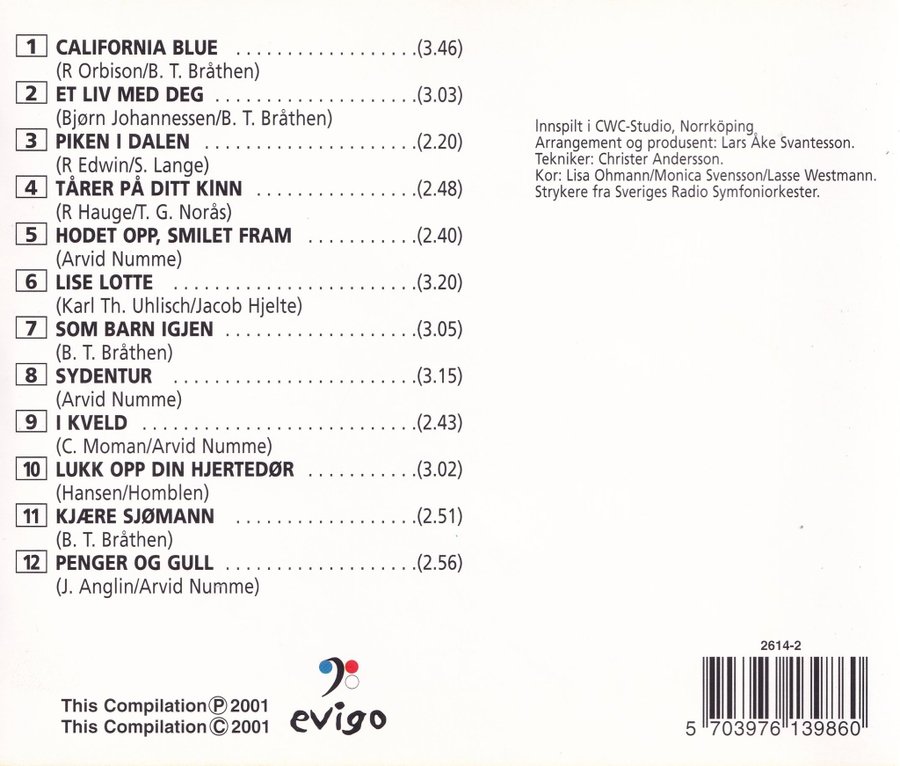 1 CALIFORNIA BLUE ..................(3.46)
(R Orbison/B. T. Bråthen)
2 ET LIV MED DEG ....................(3.03)
(Bjørn Johannessen/B. T. Bråthen)
3 PIKEN I DALEN ......................(2.20)
(R Edwin/S. Lange)
4 TÅRER PÅ DITT KINN ................(2.48)
(R Hauge/T. G. Norås)
5 HODET OPP, SMILET FRAM ...........(2.40)
(Arvid Numme)
6 LISE LOTTE .........................(3.20)
(Karl Th. Uhlisch/Jacob Hjelte)
7 SOM BARN IGJEN ...................(3.05)
(B. T. Bråthen)
8 SYDENTUR ........................(3.15)
(Arvid Numme)
9 I KVELD ...........................(2.43)
(C. Moman/Arvid Numme)
10 LUKK OPP DIN HJERTEDØR ...........(3.02)
(Hansen/Homblen)
11 KJÆRE SJØMANN ..................(2.51)
(B. T. Bråthen)
12 PENGER OG GULL ....................(2.56)
(J. Anglin/Arvid Numme)
Innspilt i CWC-Studio, Norrköping
Arrangement og produsent: Lars Åke Svantesson.
Tekniker: Christer Andersson.
Kor: Lisa Ohmann/Monica Svensson/Lasse Westmann.
Strykere fra Sveriges Radio Symfoniorkester.
This Compilation Ⓟ 2001
This Compilation © 2001
evigo
2614-2
5 703976 139860